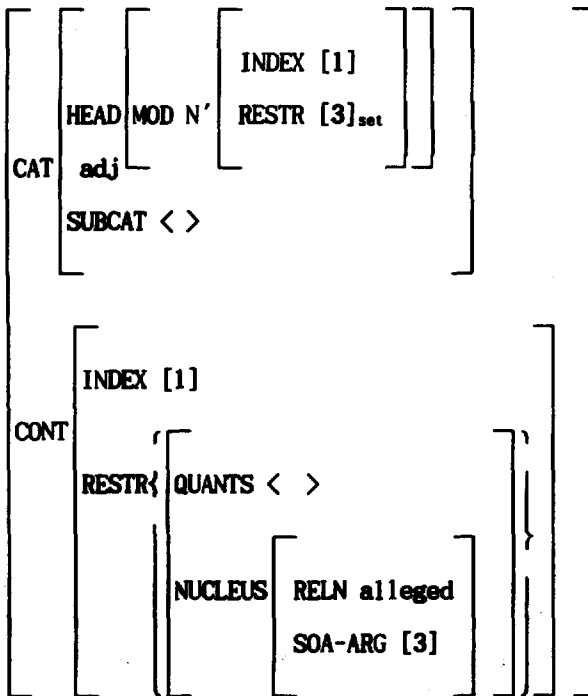 INDEX [1]
HEAD MOD N′ RESTR [3]set
CAT adj
SUBCAT < >
INDEX [1]
CONT
RESTR{ QUANTS < > }
NUCLEUS RELN alleged
SOA-ARG [3]